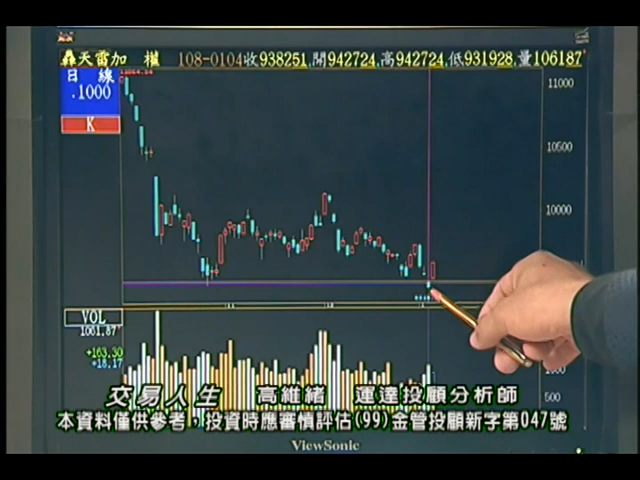 轟天雷加 權 108-0104收938251,開942724,高942724,低931928,量106187
日 線
.1000
K
11000
10500
10000
VOL
1061.87
+163.30
+18.17
500
交易人生 高維緒 運達投顧分析師
本資料僅供參考,投資時應審慎評估(99)金管投顧新字第047號
ViewSonic